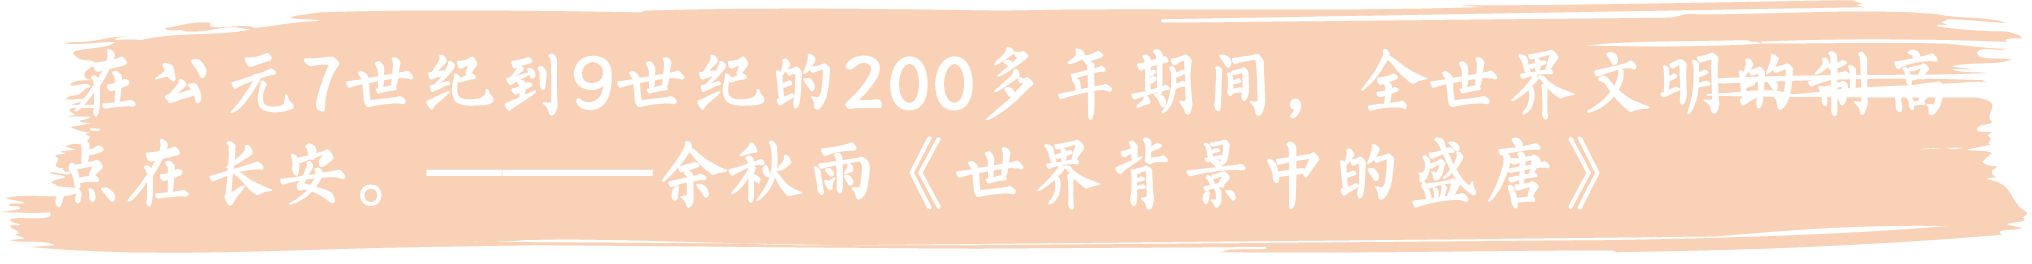 在公元7世纪到9世纪的200多年期间，全世界文明的制高
点在长安。———余秋雨《世界背景中的盛唐》